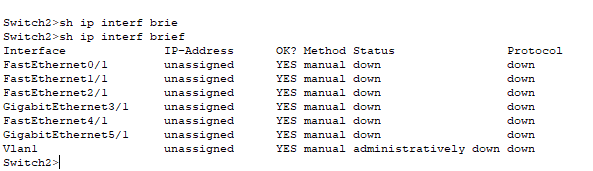 Switch2>sh ip interf brie
Switch2>sh ip interf brief
Interface              IP-Address      OK? Method Status                Protocol
FastEthernet0/1        unassigned      YES manual down                  down
FastEthernet1/1        unassigned      YES manual down                  down
FastEthernet2/1        unassigned      YES manual down                  down
GigabitEthernet3/1     unassigned      YES manual down                  down
FastEthernet4/1        unassigned      YES manual down                  down
GigabitEthernet5/1     unassigned      YES manual down                  down
Vlan1                  unassigned      YES manual administratively down down
Switch2>